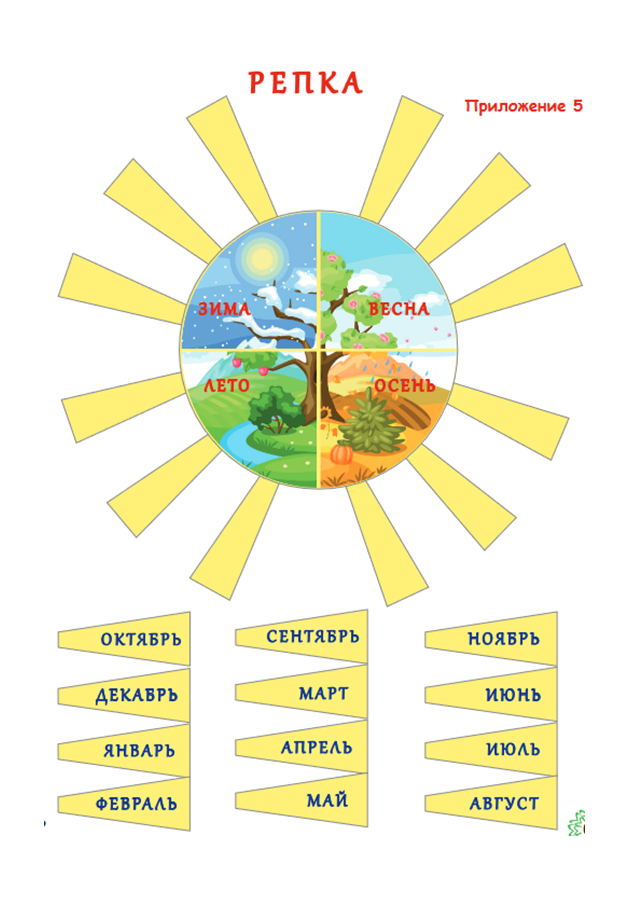 РЕПКА
Приложение 5
ЗИМА
ВЕСНА
ЛЕТО
ОСЕНЬ
ОКТЯБРЬ
СЕНТЯБРЬ
НОЯБРЬ
ДЕКАБРЬ
МАРТ
ИЮНЬ
ЯНВАРЬ
АПРЕЛЬ
ИЮЛЬ
ФЕВРАЛЬ
МАЙ
АВГУСТ